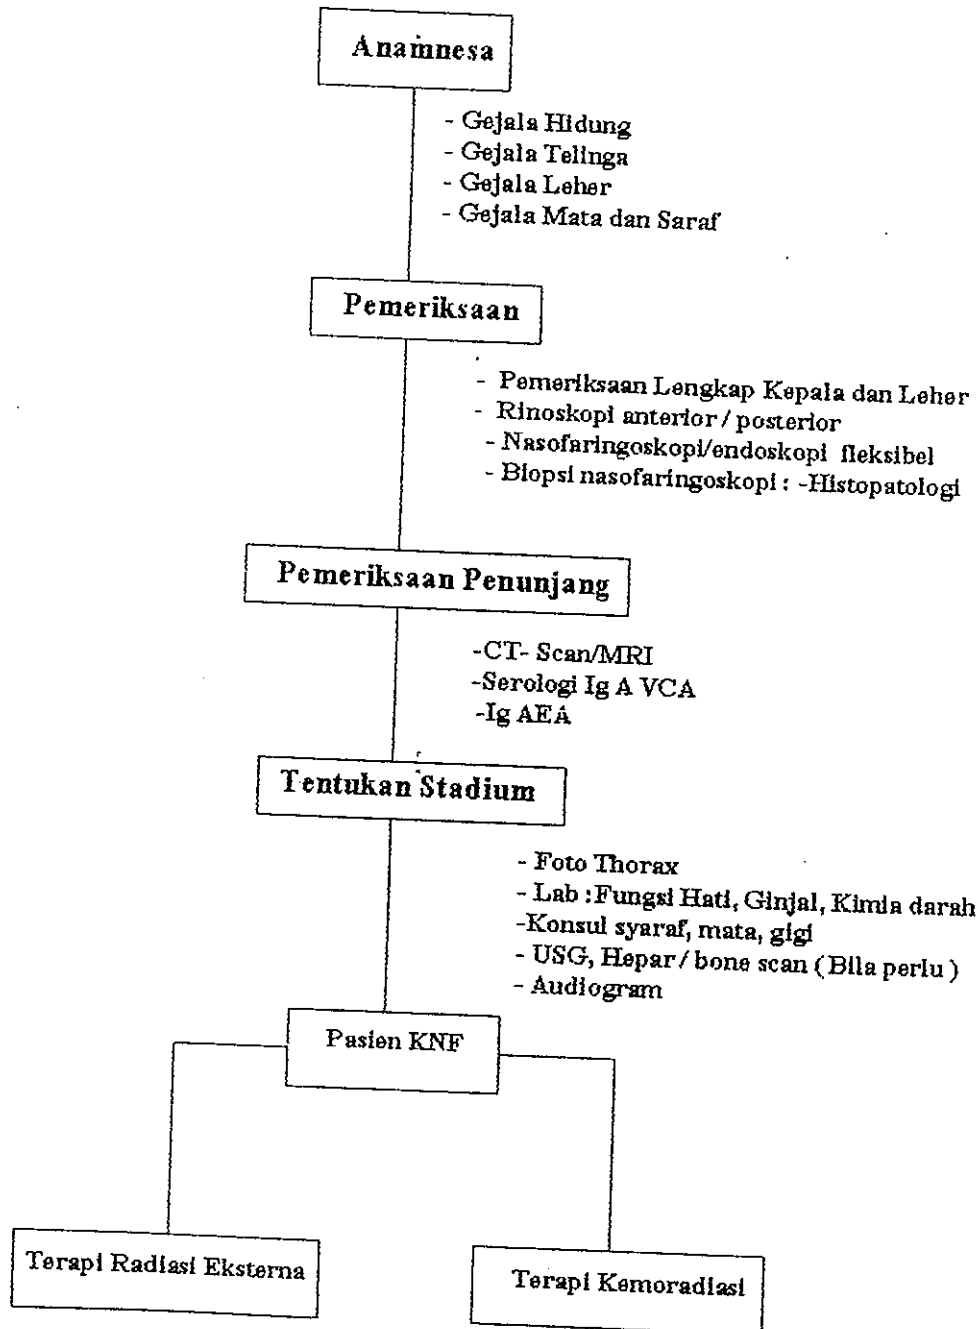 Anamnesa
- Gejala Hidung
- Gejala Telinga
- Gejala Leher
- Gejala Mata dan Saraf
Pemeriksaan
- Pemeriksaan Lengkap Kepala dan Leher
- Rinoskopi anterior / posterior
- Nasofaringoskopi/endoskopi fleksibel
- Biopsi nasofaringoskopi : -Histopatologi
Pemeriksaan Penunjang
-CT- Scan/MRI
-Serologi Ig A VCA
-Ig AEA
Tentukan Stadium
- Foto Thorax
- Lab : Fungsi Hati, Ginjal, Kimia darah
-Konsul syaraf, mata, gigi
- USG, Hepar / bone scan ( Bila perlu )
- Audiogram
Pasien KNF
Terapi Radiasi Eksterna
Terapi Kemoradiasi